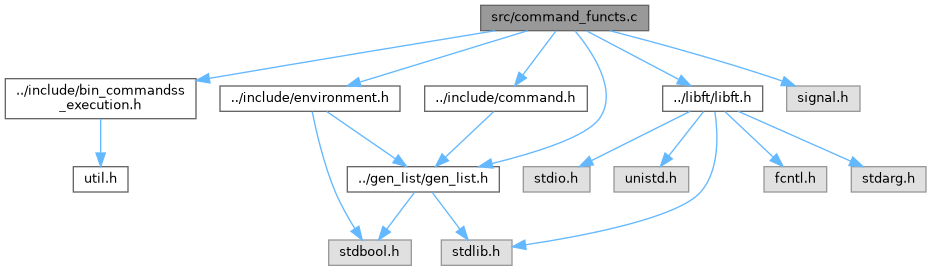 src/command_functs.c
../include/bin_commandss
_execution.h
../include/environment.h
../include/command.h
../libft/libft.h
signal.h
util.h
../gen_list/gen_list.h
stdio.h
unistd.h
fcntl.h
stdarg.h
stdbool.h
stdlib.h